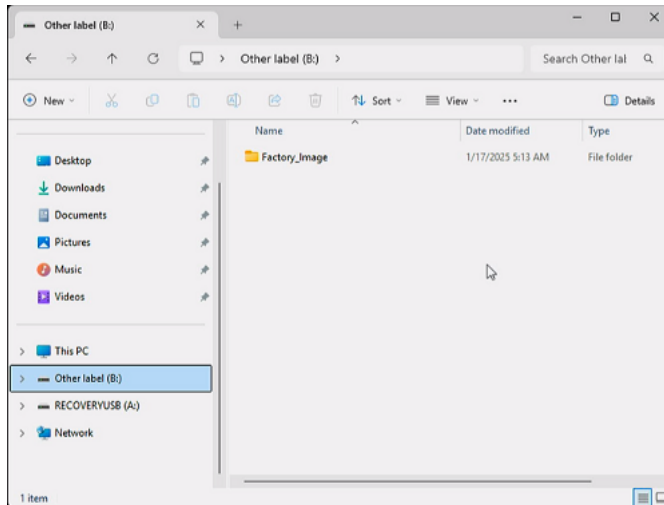 Other label (B:)
Other label (B:)
Search Other lal
New
Sort
View
Details
Name
Date modified
Type
Factory_Image
1/17/2025 5:13 AM
File folder
Desktop
Downloads
Documents
Pictures
Music
Videos
This PC
Other label (B:)
RECOVERYUSB (A:)
Network
1 item